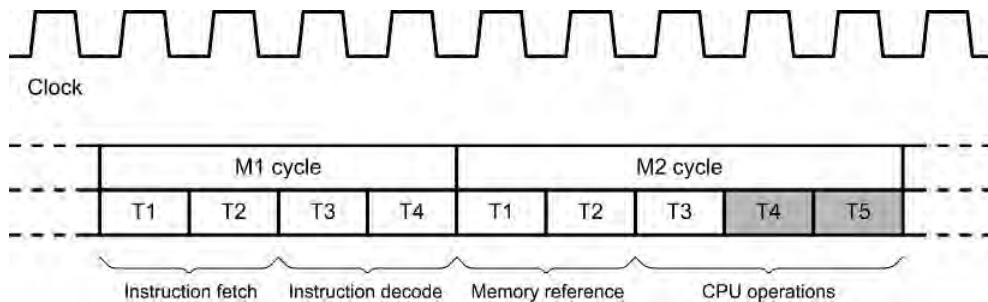 Clock
M1 cycle M2 cycle
T1 T2 T3 T4 T1 T2 T3 T4 T5
Instruction fetch Instruction decode Memory reference CPU operations